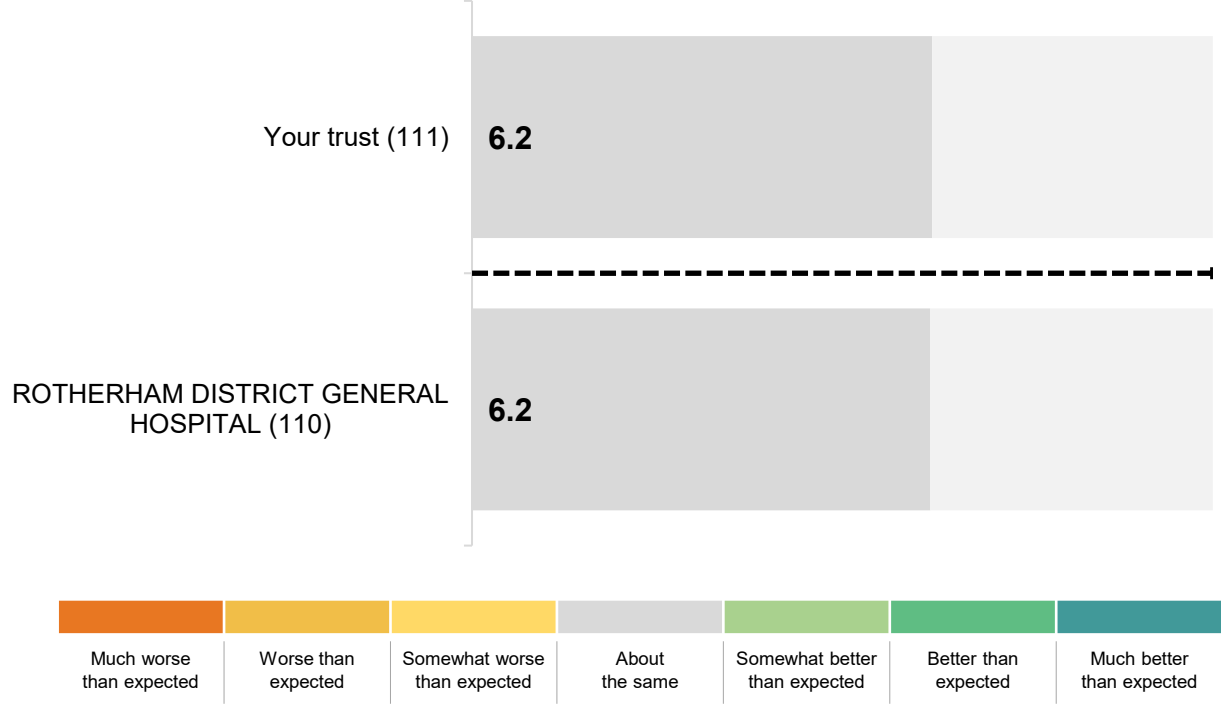 Your trust (111)
6.2
ROTHERHAM DISTRICT GENERAL
HOSPITAL (110)
6.2
Much worse
than expected
Worse than
expected
Somewhat worse
than expected
About
the same
Somewhat better
than expected
Better than
expected
Much better
than expected